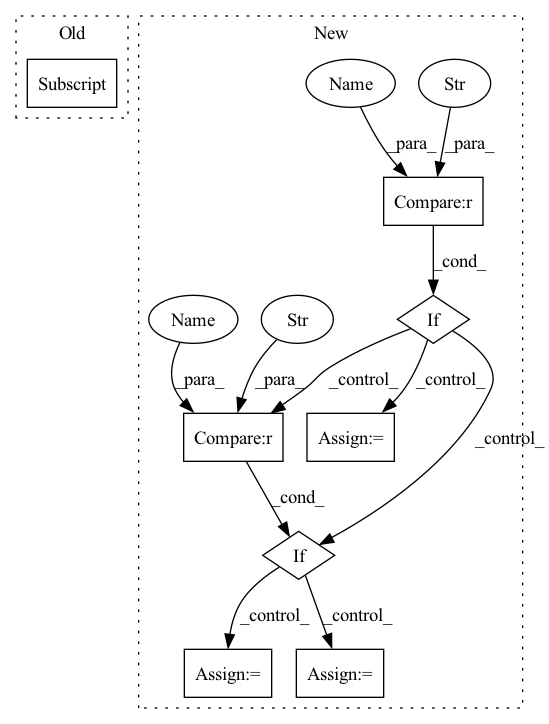 Old
New
Subscript
Name
Str
_para_
_para_
Compare:r
_cond_
Name
Str
If
_para_
_para_
_control_
_control_
_control_
Compare:r
Assign:=
_cond_
If
_control_
_control_
Assign:=
Assign:=